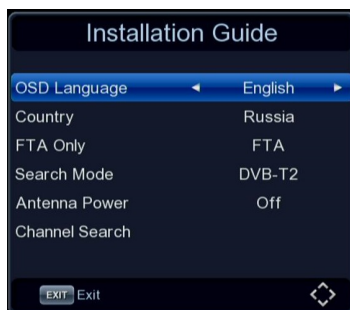 Installation Guide
OSD Language English
Country Russia
FTA Only FTA
Search Mode DVB-T2
Antenna Power Off
Channel Search
EXIT Exit